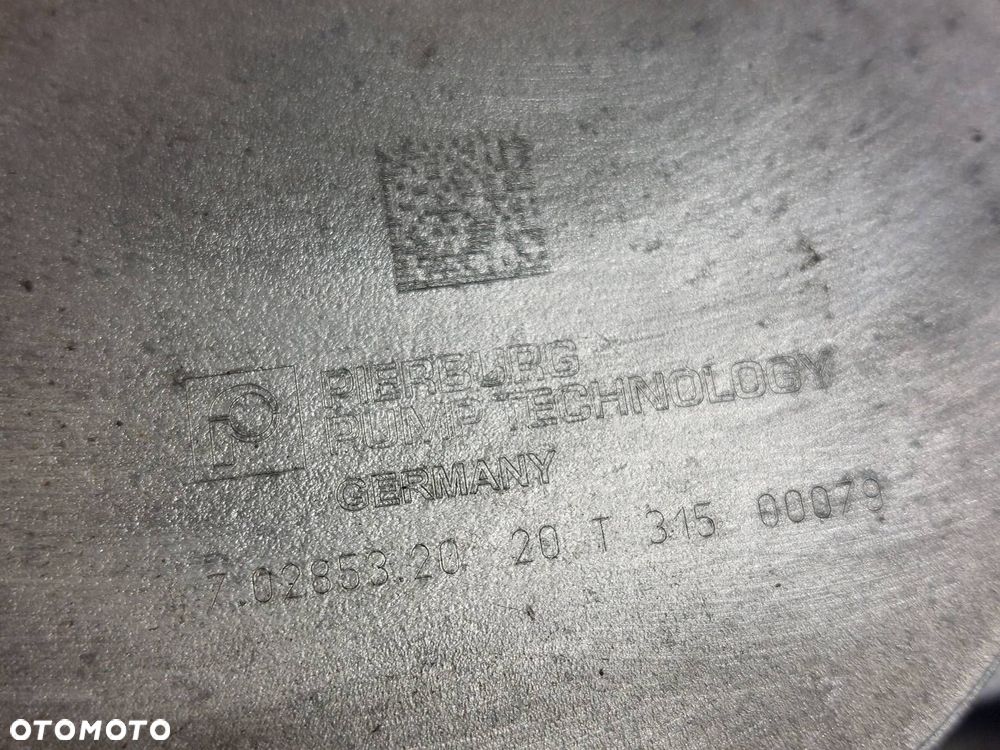 PIERBURG
PUMP TECHNOLOGY
GERMANY
7.02853.20 20 T 315 00079
OTOMOTO